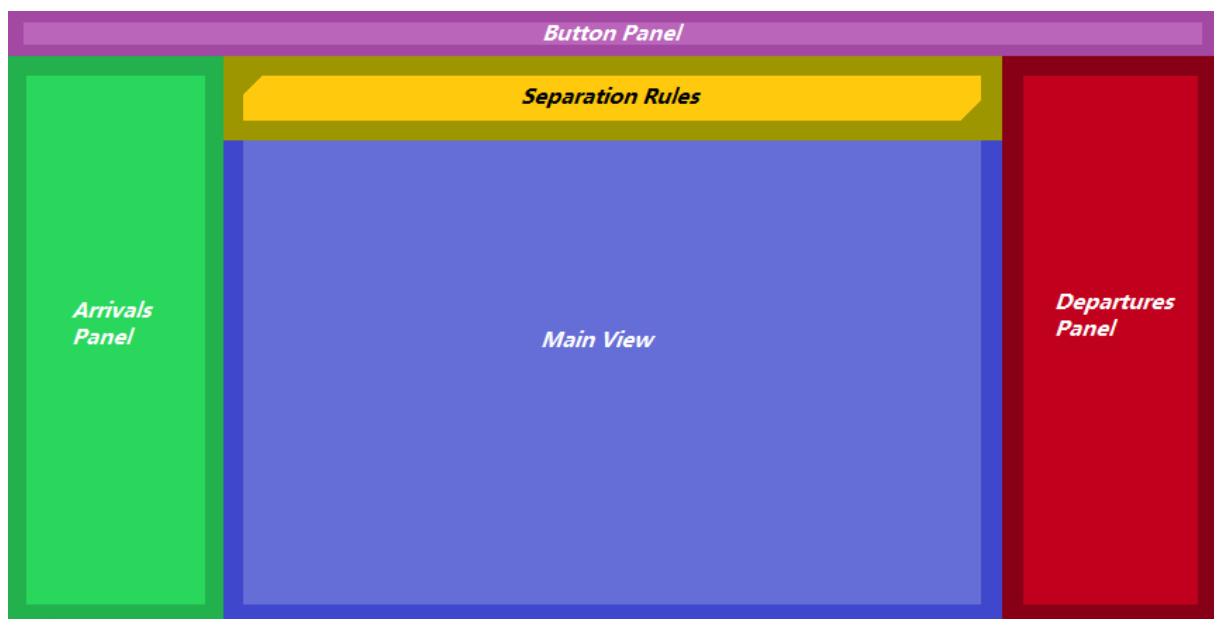 Button Panel
Separation Rules
Arrivals
Panel
Main View
Departures
Panel